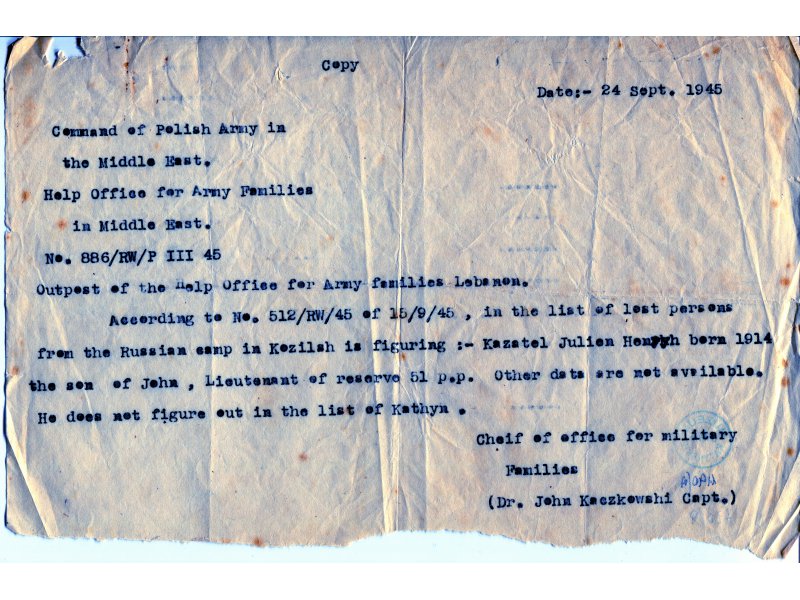 Copy
Date:- 24 Sept. 1945
Command of Polish Army in
the Middle East.
Help Office for Army Families
in Middle East.
No. 886/RW/P III 45
Outpost of the Help Office for Army families Lebanon.
According to No. 512/RW/45 of 15/9/45 , in the list of lost persons
from the Russian camp in Kozilsh is figuring :- Kazatel Julien Henryh born 1914
the son of John , Lieutenant of reserve 51 p.p. Other data are not available.
He does not figure out in the list of Kathyn .
Cheif of office for military
Families
(Dr. John Kaczkowshi Capt.)